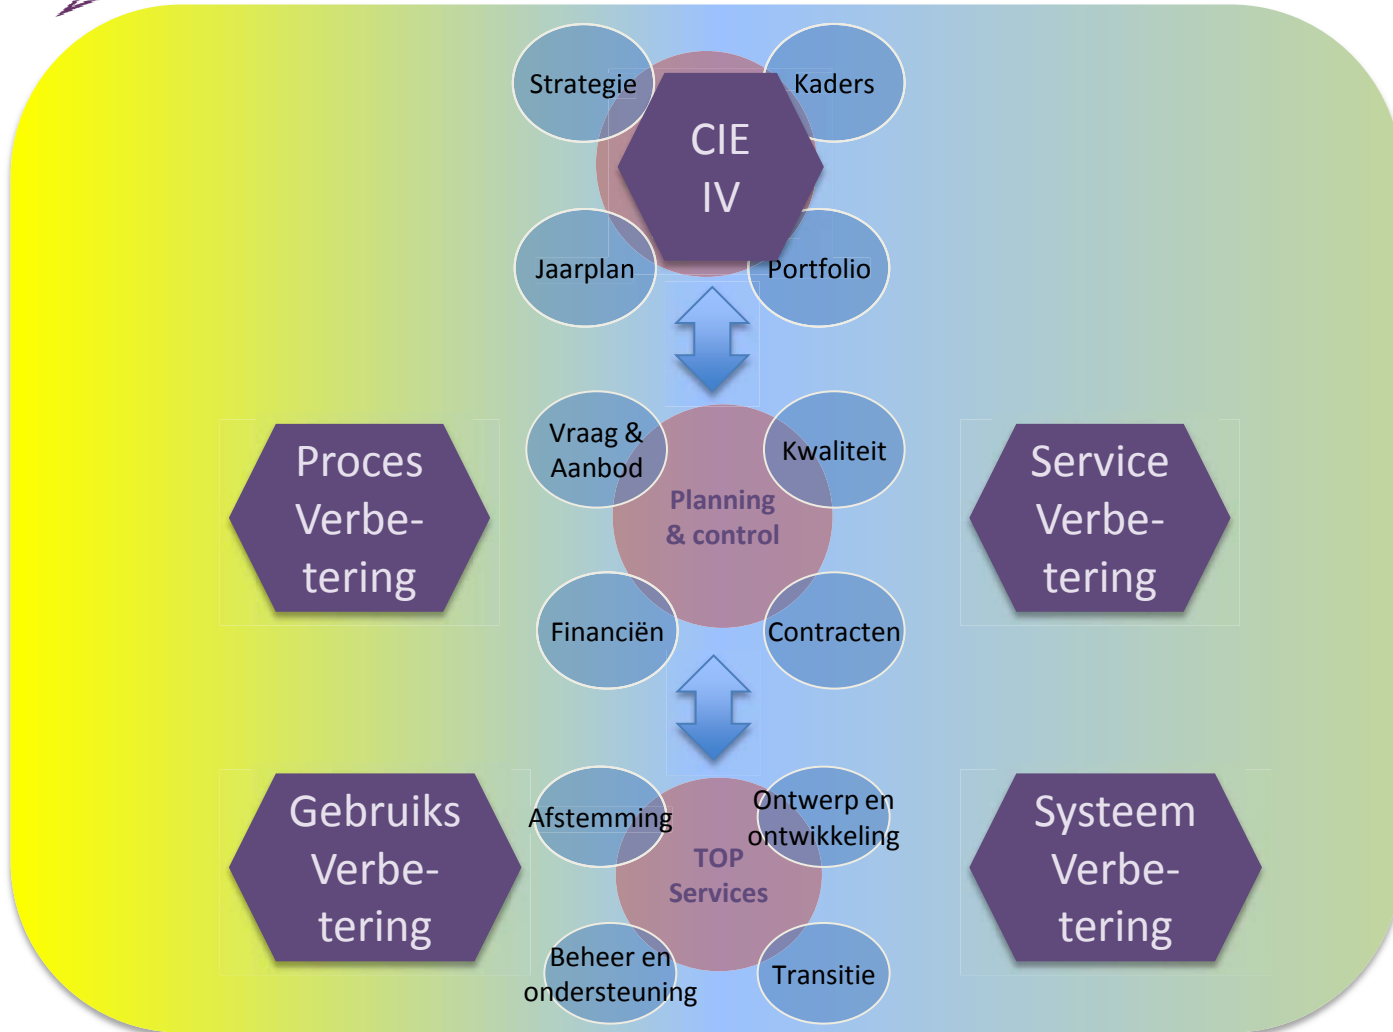 Strategie
Kaders
CIE
IV
Jaarplan
Portfolio
Vraag &
Aanbod
Kwaliteit
Planning
& control
Financiën
Contracten
Proces
Verbe-
tering
Service
Verbe-
tering
Afstemming
Ontwerp en
ontwikkeling
TOP
Services
Beheer en
ondersteuning
Transitie
Gebruiks
Verbe-
tering
Systeem
Verbe-
tering